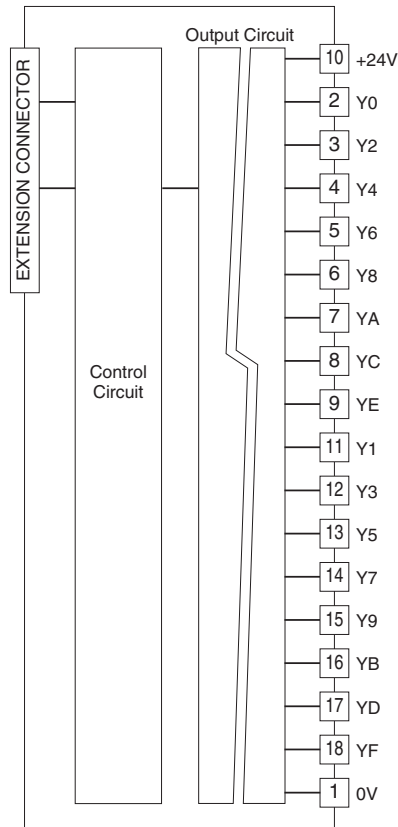 Output Circuit
EXTENSION CONNECTOR
Control
Circuit
10 +24V
2 Y0
3 Y2
4 Y4
5 Y6
6 Y8
7 YA
8 YC
9 YE
11 Y1
12 Y3
13 Y5
14 Y7
15 Y9
16 YB
17 YD
18 YF
1 0V